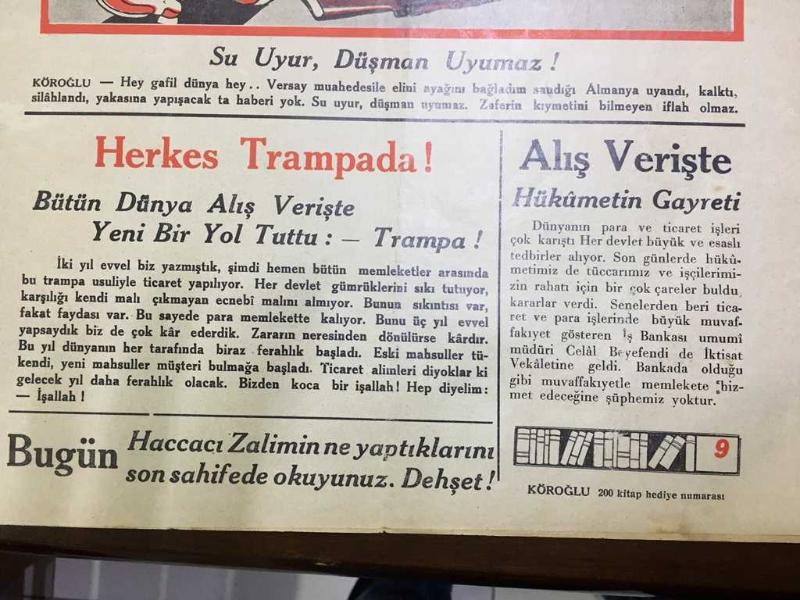 Su Uyur, Düşman Uyumaz !
KÖROĞLU — Hey gafil dünya hey . . Versay muahedesile elini ayağını bağladım sandığı Almanya uyandı, kalktı,
silâhlandı, yakasına yapışacak ta haberi yok. Su uyur, düşman uyumaz. Zaferin kıymetini bilmeyen iflah olmaz.
Herkes Trampada !
Bütün Dünya Alış Verişte
Yeni Bir Yol Tuttu : — Trampa !
İki yıl evvel biz yazmıştık, şimdi hemen bütün memleketler arasında
bu trampa usuliyle ticaret yapılıyor. Her devlet gümrüklerini sıkı tutuyor,
karşılığı kendi malı çıkmayan ecnebi malını almıyor. Bunun sıkıntısı var,
fakat faydası var. Bu sayede para memlekette kalıyor. Bunu üç yıl evvel
yapsaydık biz de çok kâr ederdik. Zararın neresinden dönülürse kârdır.
Bu yıl dünyanın her tarafında biraz ferahlık başladı. Eski mahsuller tü-
kendi, yeni mahsuller müşteri bulmağa başladı. Ticaret alimleri diyoklar ki
gelecek yıl daha ferahlık olacak. Bizden koca bir işallah ! Hep diyelim:
— İşallah !
Bugün Haccacı Zalimin ne yaptıklarını
son sahifede okuyunuz. Dehşet !
Alış Verişte
Hükûmetin Gayreti
Dünyanın para ve ticaret işleri
çok karıştı Her devlet büyük ve esaslı
tedbirler alıyor. Son günlerde hükû-
metimiz de tüccarımız ve işçilerimi-
zin rahatı için bir çok çareler buldu,
kararlar verdi. Senelerden beri tica-
ret ve para işlerinde büyük muvaf-
fakıyet gösteren İş Bankası umumî
müdürü Celâl Beyefendi de İktisat
Vekâletine geldi. Bankada olduğu
gibi muvaffakıyetle memlekete hiz-
met edeceğine şüphemiz yoktur.
9
KÖROĞLU 200 kitap hediye numarası